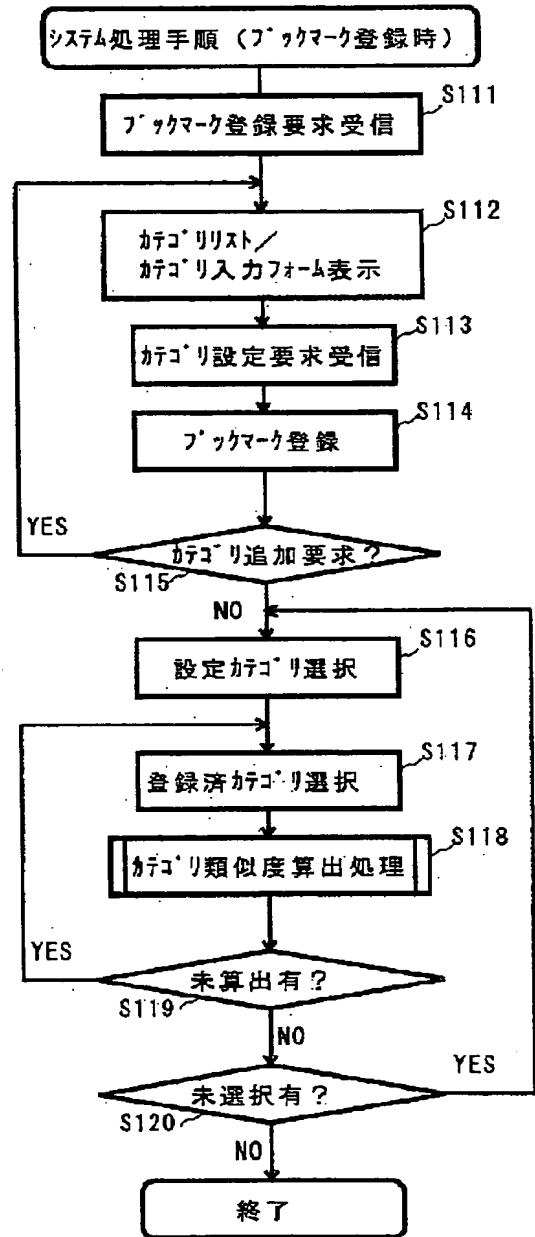 システム処理手順(ブックマーク登録時)
S111
ブックマーク登録要求受信
S112
カテゴリリスト/
カテゴリ入力フォーム表示
S113
カテゴリ設定要求受信
S114
ブックマーク登録
YES
カテゴリ追加要求?
S115
NO
S116
設定カテゴリ選択
S117
登録済カテゴリ選択
S118
カテゴリ類似度算出処理
YES
未算出有?
S119
NO
YES
未選択有?
S120
NO
終了